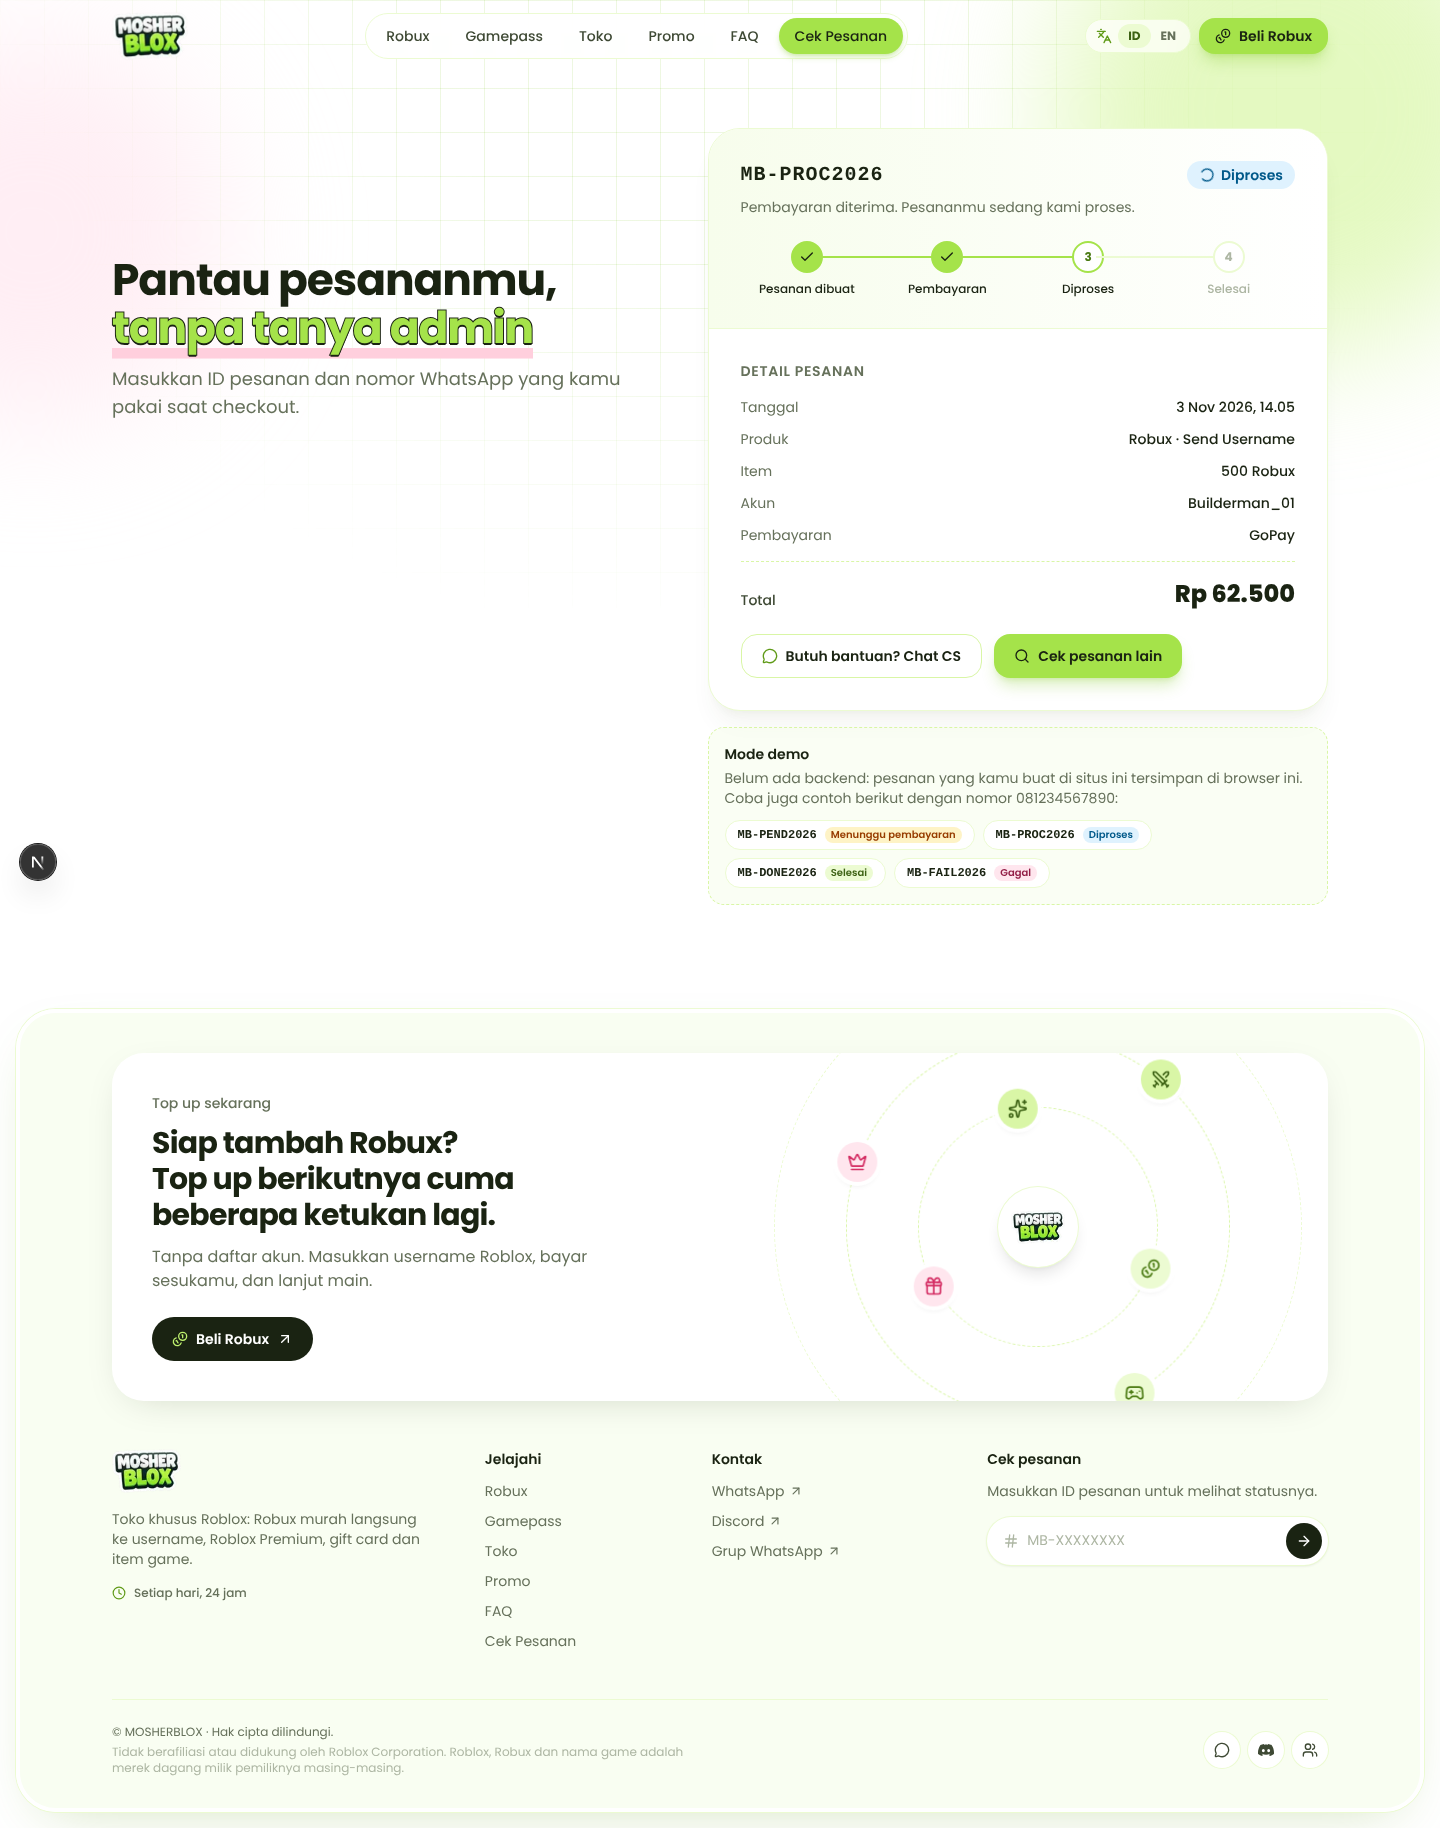 MOSHER
BLOX
Robux
Gamepass
Toko
Promo
FAQ
Cek Pesanan
ID
EN
Beli Robux
Pantau pesananmu,
tanpa tanya admin
Masukkan ID pesanan dan nomor WhatsApp yang kamu
pakai saat checkout.
MB-PROC2026
Diproses
Pembayaran diterima. Pesananmu sedang kami proses.
3
4
Pesanan dibuat
Pembayaran
Diproses
Selesai
DETAIL PESANAN
Tanggal
3 Nov 2026, 14.05
Produk
Robux · Send Username
Item
500 Robux
Akun
Builderman_01
Pembayaran
GoPay
Total
Rp 62.500
Butuh bantuan? Chat CS
Cek pesanan lain
Mode demo
Belum ada backend: pesanan yang kamu buat di situs ini tersimpan di browser ini.
Coba juga contoh berikut dengan nomor 081234567890:
MB-PEND2026 Menunggu pembayaran
MB-PROC2026 Diproses
MB-DONE2026 Selesai
MB-FAIL2026 Gagal
N
Top up sekarang
Siap tambah Robux?
Top up berikutnya cuma
beberapa ketukan lagi.
Tanpa daftar akun. Masukkan username Roblox, bayar
sesukamu, dan lanjut main.
Beli Robux
MOSHER
BLOX
MOSHER
BLOX
Toko khusus Roblox: Robux murah langsung
ke username, Roblox Premium, gift card dan
item game.
Setiap hari, 24 jam
Jelajahi
Robux
Gamepass
Toko
Promo
FAQ
Cek Pesanan
Kontak
WhatsApp
Discord
Grup WhatsApp
Cek pesanan
Masukkan ID pesanan untuk melihat statusnya.
# MB-XXXXXXXX
© MOSHERBLOX · Hak cipta dilindungi.
Tidak berafiliasi atau didukung oleh Roblox Corporation. Roblox, Robux dan nama game adalah
merek dagang milik pemiliknya masing-masing.